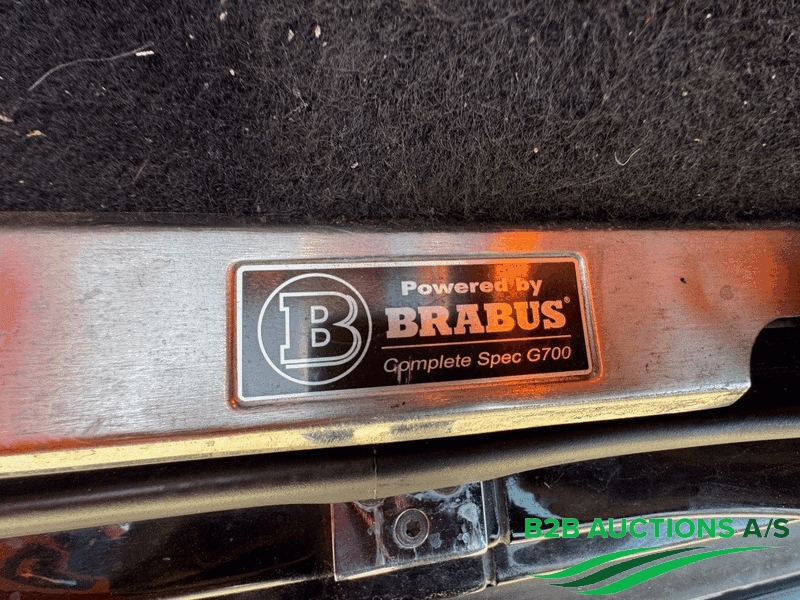 B
Powered by
BRABUS®
Complete Spec G700
B2B AUCTIONS A/S